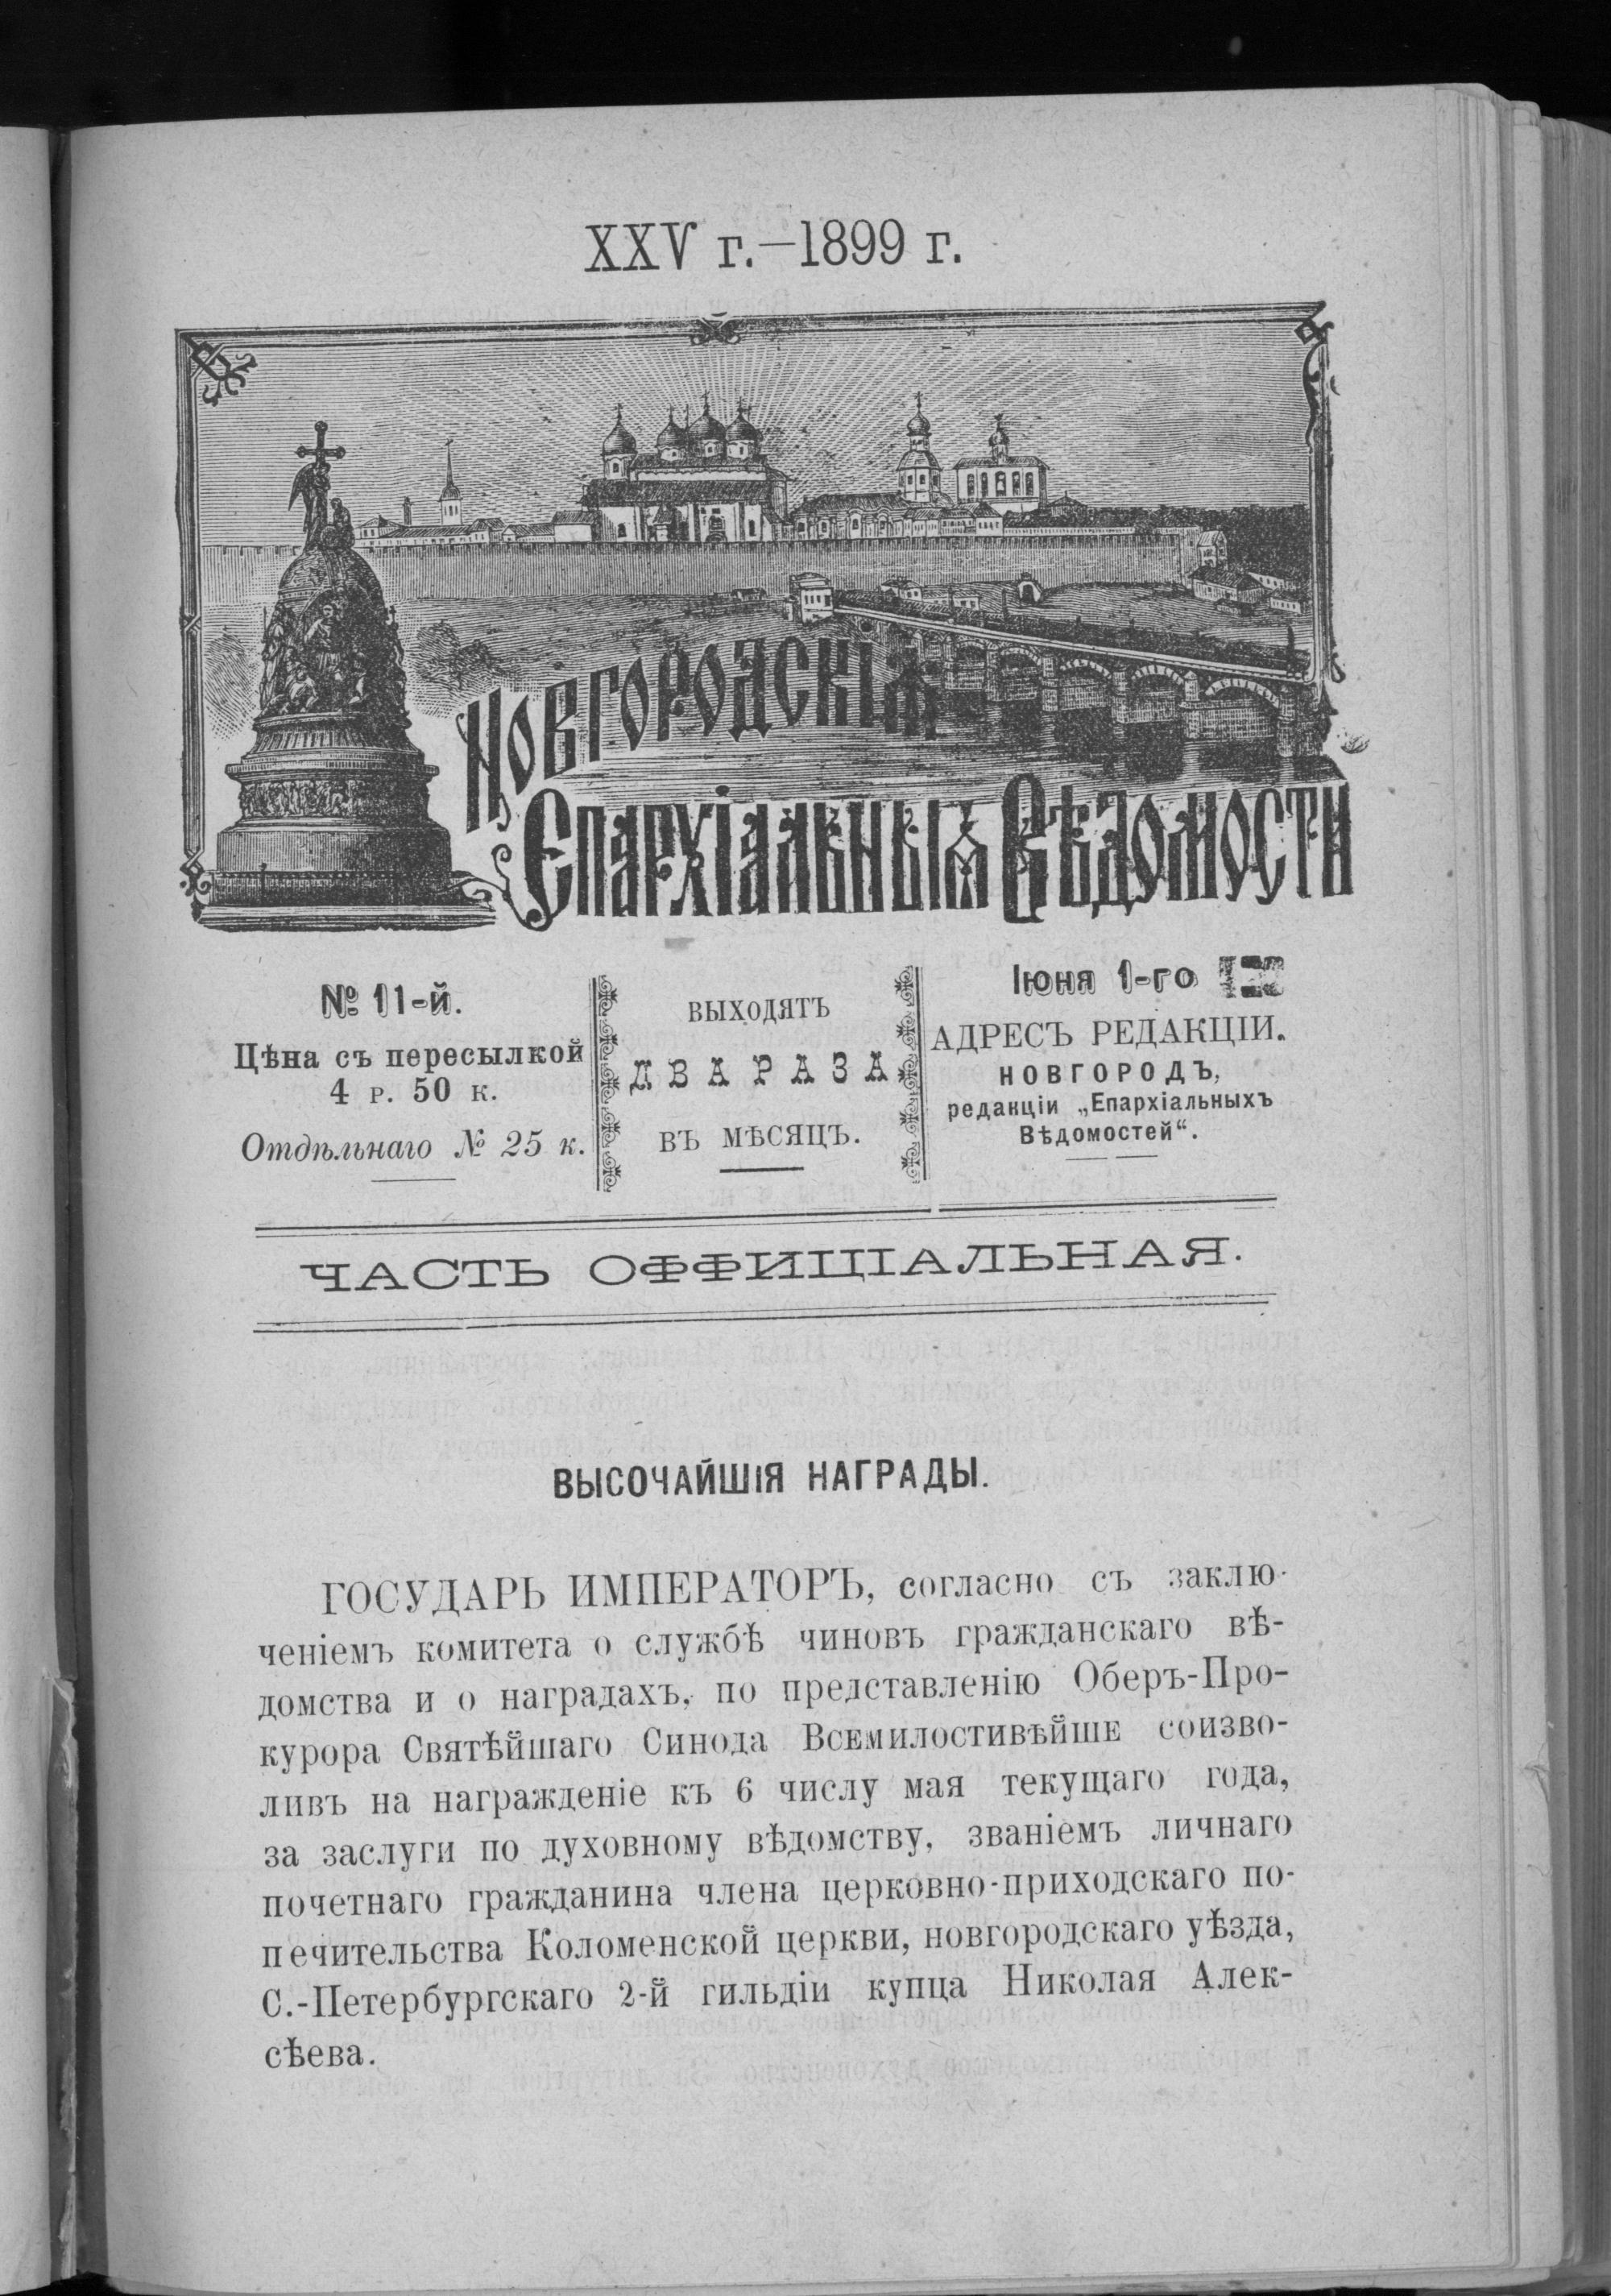 XXV г.—1899 г.
НОВГОРОДСКІѦ
ЕПАРХІАЛЬНЫѦ ВѢДОМОСТИ
№ 11-й.
Цѣна съ пересылкой
4 р. 50 к.
Отдѣльнаго № 25 к.
ВЫХОДЯТЪ
ДВА РАЗА
ВЪ МѢСЯЦЪ.
Іюня 1-го
АДРЕСЪ РЕДАКЦІИ.
НОВГОРОДЪ,
редакціи „Епархіальныхъ
Вѣдомостей“.
ЧАСТЬ ОФФИЦІАЛЬНАЯ.
ВЫСОЧАЙШІЯ НАГРАДЫ.
ГОСУДАРЬ ИМПЕРАТОРЪ, согласно съ заклю-
ченіемъ комитета о службѣ чиновъ гражданскаго вѣ-
домства и о наградахъ, по представленію Оберъ-Про-
курора Святѣйшаго Синода Всемилостивѣйше соизво-
ливъ на награжденіе къ 6 числу мая текущаго года,
за заслуги по духовному вѣдомству, званіемъ личнаго
почетнаго гражданина члена церковно-приходскаго по-
печительства Коломенской церкви, новгородскаго уѣзда,
С.-Петербургскаго 2-й гильдіи купца Николая Алек-
сѣева.